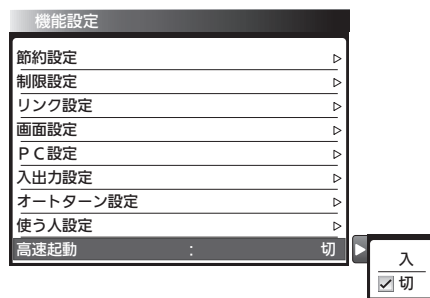 機能設定
節約設定
制限設定
リンク設定
画面設定
ＰＣ設定
入出力設定
オートターン設定
使う人設定
高速起動 : 切
入
切